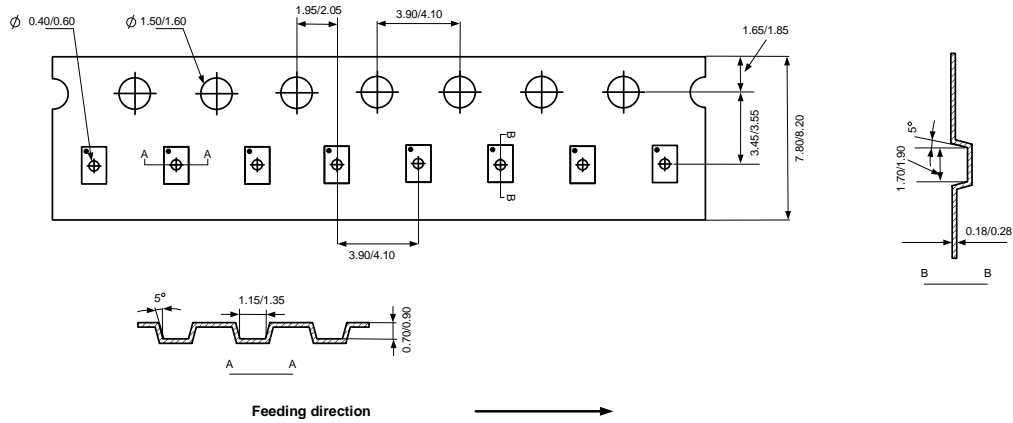 Φ 0.40/0.60
Φ 1.50/1.60
1.95/2.05
3.90/4.10
1.65/1.85
3.45/3.55
7.80/8.20
A A
B
B
3.90/4.10
5°
1.70/1.90
0.18/0.28
B B
5°
1.15/1.35
0.70/0.90
A A
Feeding direction